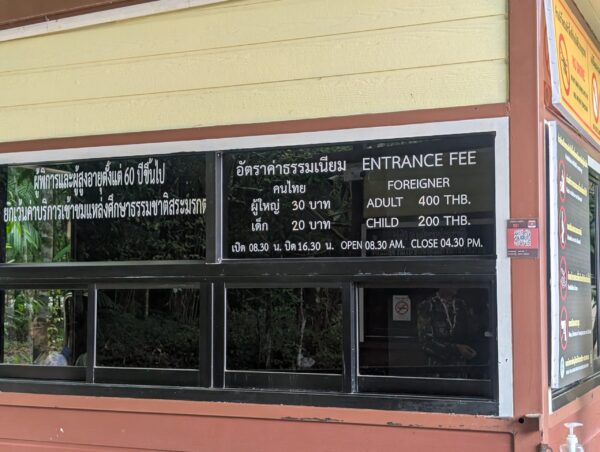 ผู้พิการและผู้สูงอายุตั้งแต่ 60 ปีขึ้นไป
ยกเว้นค่าบริการเข้าชมแหล่งศึกษาธรรมชาติสระมรกต
อัตราค่าธรรมเนียม
คนไทย
ผู้ใหญ่ 30 บาท
เด็ก 20 บาท
เปิด 08.30 น. ปิด 16.30 น.
ENTRANCE FEE
FOREIGNER
ADULT 400 THB.
CHILD 200 THB.
OPEN 08.30 AM. CLOSE 04.30 PM.